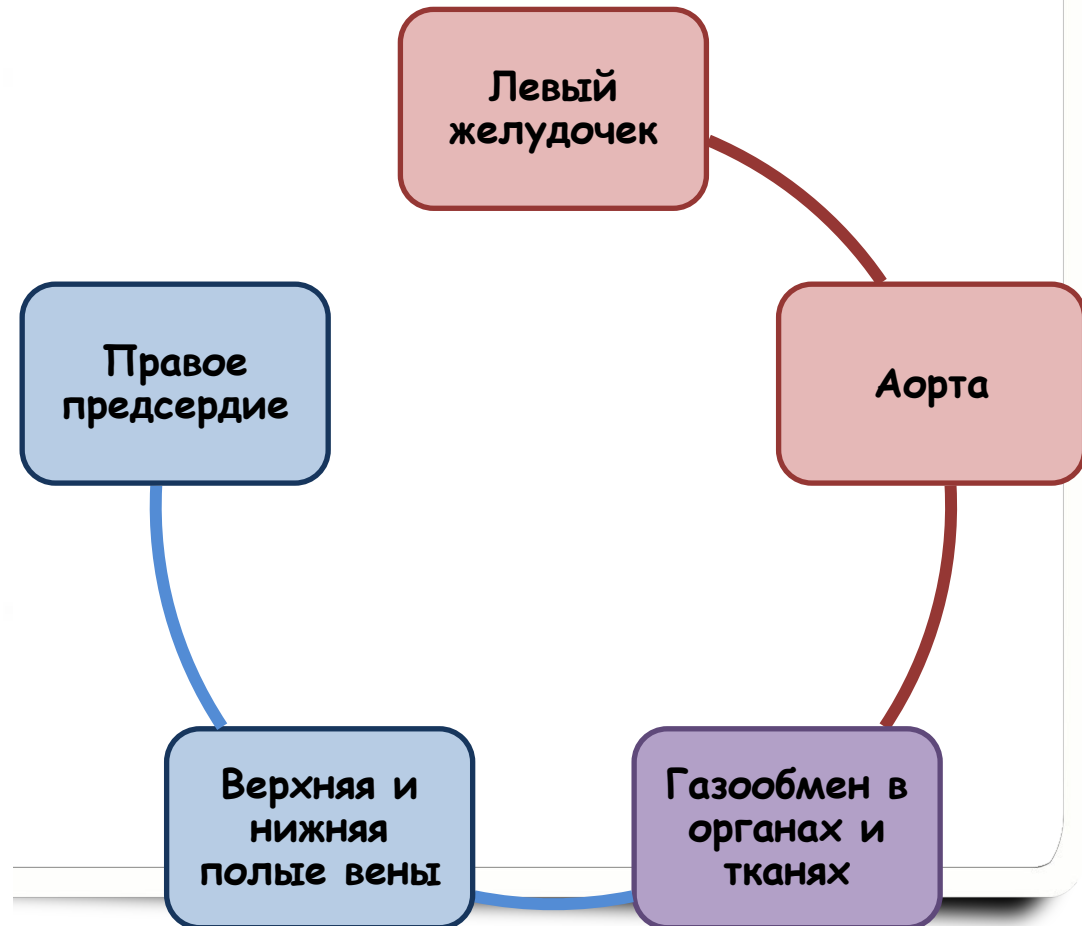 Левый
желудочек
Аорта
Газообмен в
органах и
тканях
Верхняя и
нижняя
полые вены
Правое
предсердие